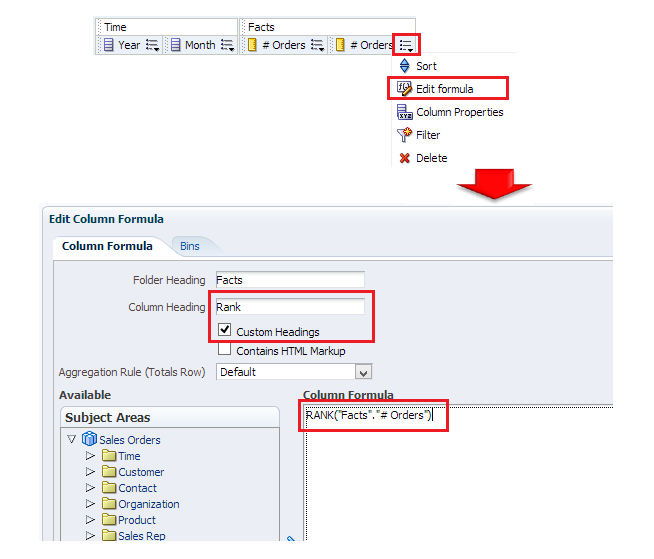 Time Facts
Year Month # Orders # Orders
Sort
Edit formula
Column Properties
Filter
Delete
Edit Column Formula
Column Formula Bins
Folder Heading Facts
Column Heading Rank
Custom Headings
Contains HTML Markup
Aggregation Rule (Totals Row) Default
Available Column Formula
Subject Areas RANK("Facts"."# Orders")
Sales Orders
Time
Customer
Contact
Organization
Product
Sales Rep